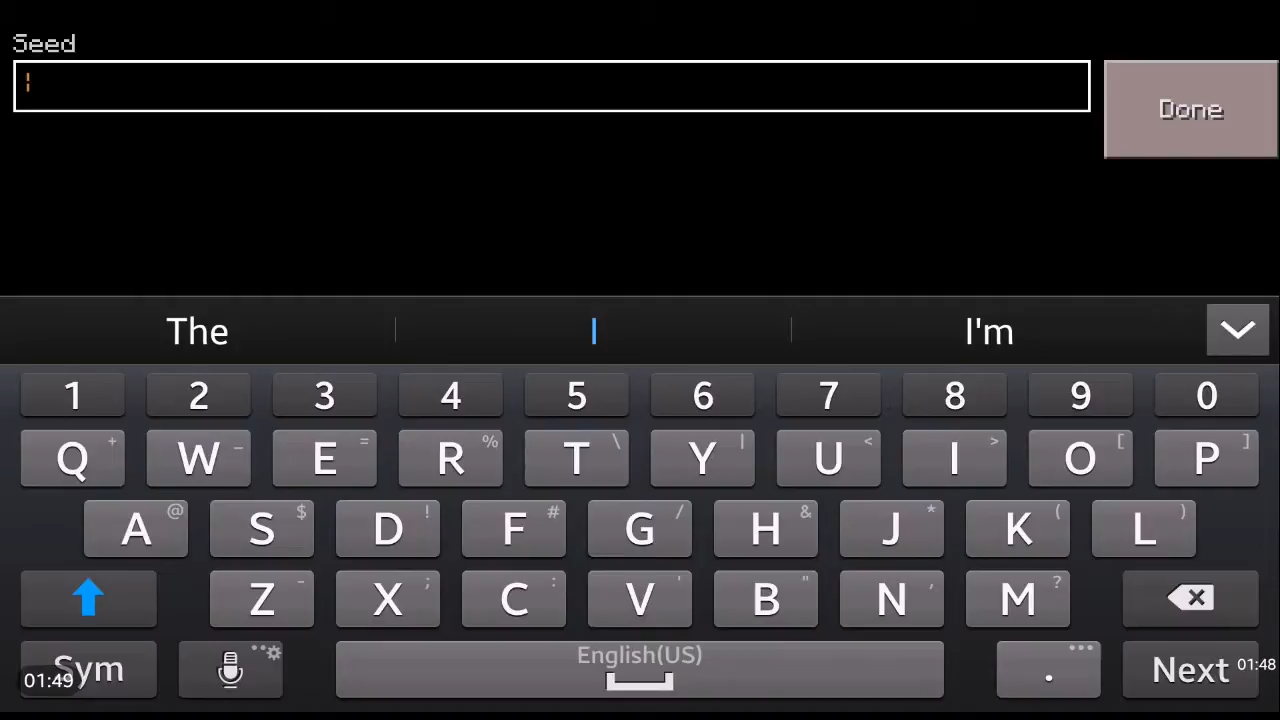 Seed
Done
The I I'm
1 2 3 4 5 6 7 8 9 0
Q + W _ E = R % T \ Y | U < I > O [ P ]
A @ S $ D ! F # G / H & J * K ( L )
Z - X ; C : V ' B " N , M ?
Sym English(US) . ... Next
01:49 01:48